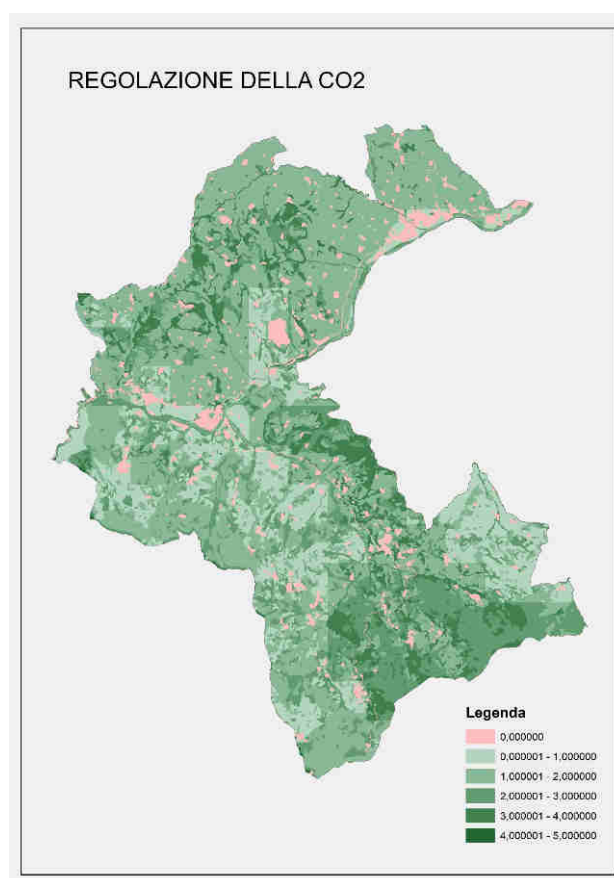 REGOLAZIONE DELLA CO2
Legenda
0,000000
0,000001 - 1,000000
1,000001 - 2,000000
2,000001 - 3,000000
3,000001 - 4,000000
4,000001 - 5,000000